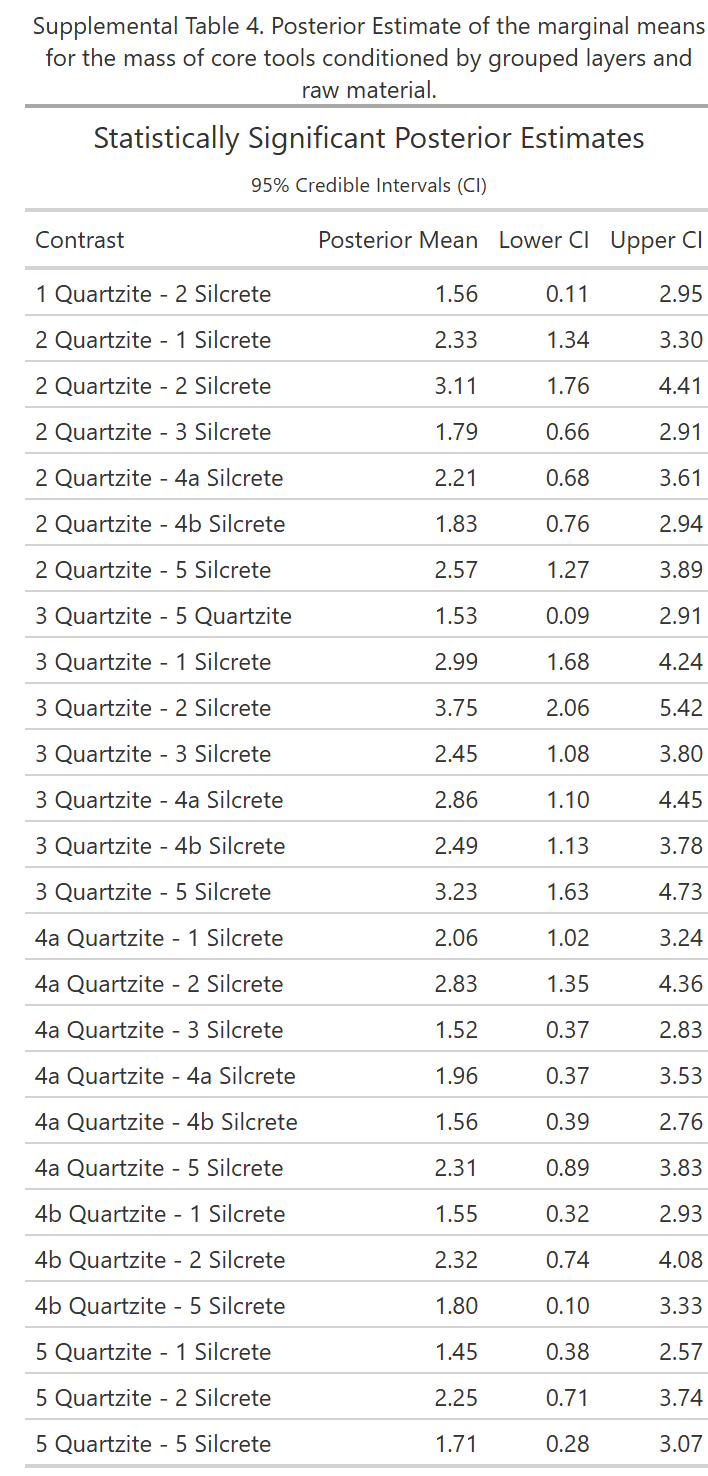 Supplemental Table 4. Posterior Estimate of the marginal means
for the mass of core tools conditioned by grouped layers and
raw material.
Statistically Significant Posterior Estimates
95% Credible Intervals (CI)
Contrast Posterior Mean Lower CI Upper CI
1 Quartzite - 2 Silcrete 1.56 0.11 2.95
2 Quartzite - 1 Silcrete 2.33 1.34 3.30
2 Quartzite - 2 Silcrete 3.11 1.76 4.41
2 Quartzite - 3 Silcrete 1.79 0.66 2.91
2 Quartzite - 4a Silcrete 2.21 0.68 3.61
2 Quartzite - 4b Silcrete 1.83 0.76 2.94
2 Quartzite - 5 Silcrete 2.57 1.27 3.89
3 Quartzite - 5 Quartzite 1.53 0.09 2.91
3 Quartzite - 1 Silcrete 2.99 1.68 4.24
3 Quartzite - 2 Silcrete 3.75 2.06 5.42
3 Quartzite - 3 Silcrete 2.45 1.08 3.80
3 Quartzite - 4a Silcrete 2.86 1.10 4.45
3 Quartzite - 4b Silcrete 2.49 1.13 3.78
3 Quartzite - 5 Silcrete 3.23 1.63 4.73
4a Quartzite - 1 Silcrete 2.06 1.02 3.24
4a Quartzite - 2 Silcrete 2.83 1.35 4.36
4a Quartzite - 3 Silcrete 1.52 0.37 2.83
4a Quartzite - 4a Silcrete 1.96 0.37 3.53
4a Quartzite - 4b Silcrete 1.56 0.39 2.76
4a Quartzite - 5 Silcrete 2.31 0.89 3.83
4b Quartzite - 1 Silcrete 1.55 0.32 2.93
4b Quartzite - 2 Silcrete 2.32 0.74 4.08
4b Quartzite - 5 Silcrete 1.80 0.10 3.33
5 Quartzite - 1 Silcrete 1.45 0.38 2.57
5 Quartzite - 2 Silcrete 2.25 0.71 3.74
5 Quartzite - 5 Silcrete 1.71 0.28 3.07